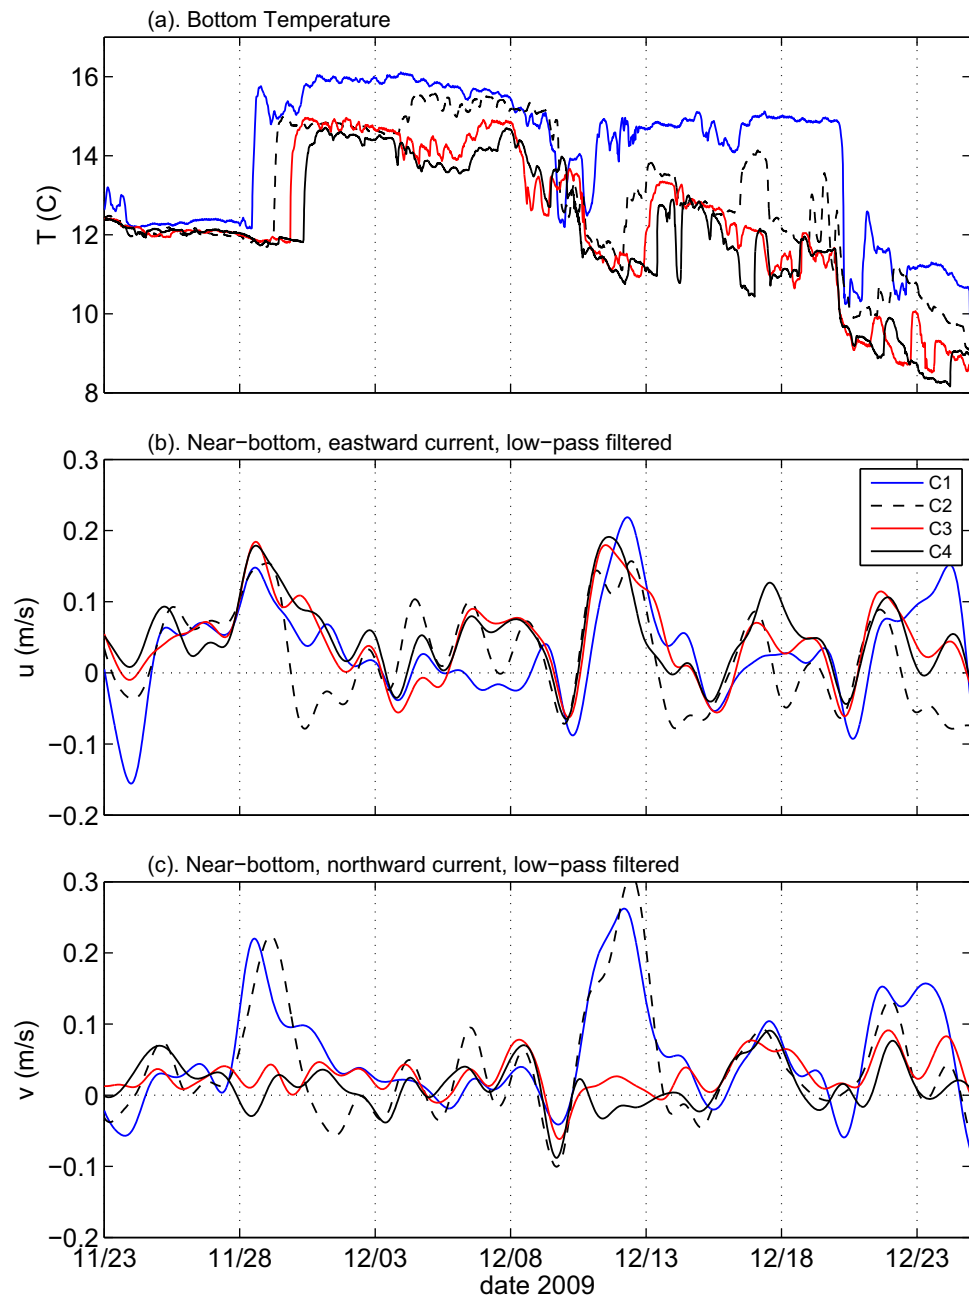 (a). Bottom Temperature
16
14
12
10
8
T (C)
(b). Near−bottom, eastward current, low−pass filtered
0.3
0.2
0.1
0
−0.1
−0.2
u (m/s)
C1
C2
C3
C4
(c). Near−bottom, northward current, low−pass filtered
0.3
0.2
0.1
0
−0.1
−0.2
v (m/s)
11/23 11/28 12/03 12/08 12/13 12/18 12/23
date 2009